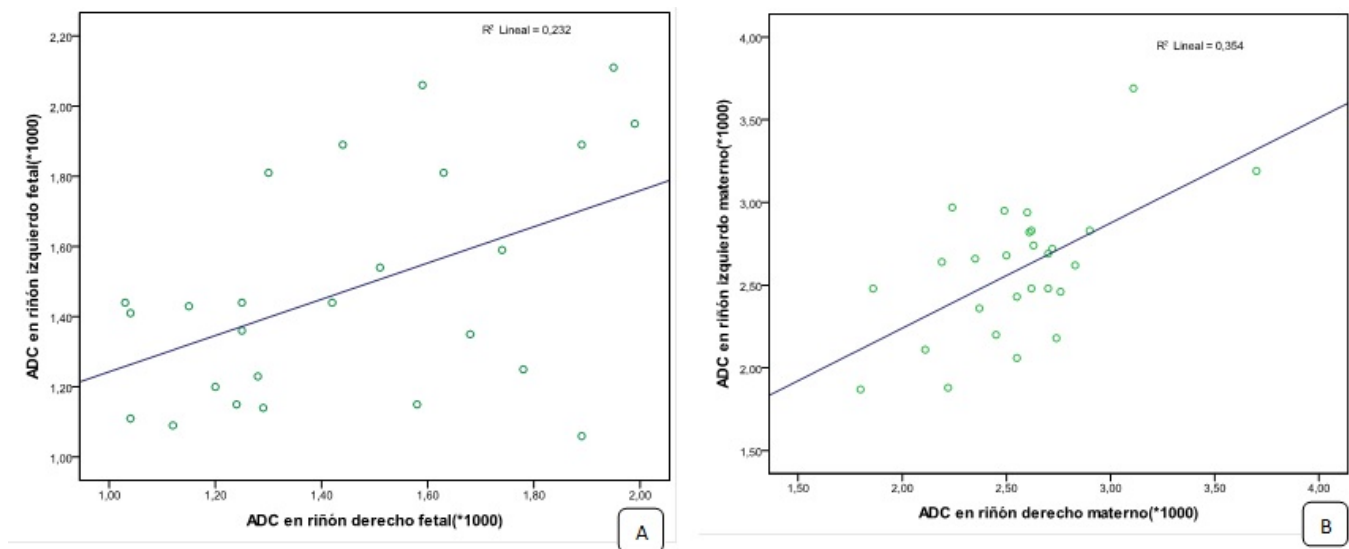 R² Lineal = 0,232
2,20
2,00
1,80
1,60
1,40
1,20
1,00
ADC en riñón izquierdo fetal(*1000)
1,00 1,20 1,40 1,60 1,80 2,00
ADC en riñón derecho fetal(*1000)
A
R² Lineal = 0,354
4,00
3,50
3,00
2,50
2,00
1,50
ADC en riñón izquierdo materno(*1000)
1,50 2,00 2,50 3,00 3,50 4,00
ADC en riñón derecho materno(*1000)
B